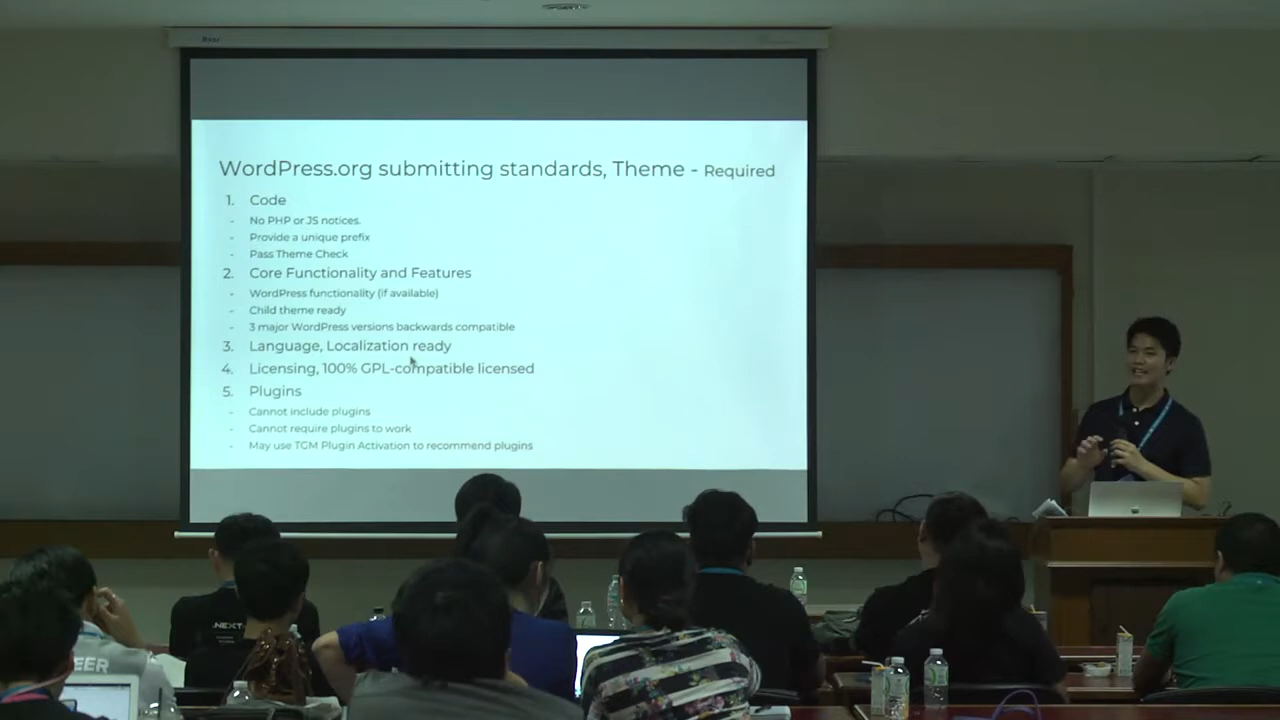 WordPress.org submitting standards, Theme - Required
1. Code
- No PHP or JS notices.
- Provide a unique prefix
- Pass Theme Check
2. Core Functionality and Features
- WordPress functionality (if available)
- Child theme ready
- 3 major WordPress versions backwards compatible
3. Language, Localization ready
4. Licensing, 100% GPL-compatible licensed
5. Plugins
- Cannot include plugins
- Cannot require plugins to work
- May use TGM Plugin Activation to recommend plugins
.NEXT
EER